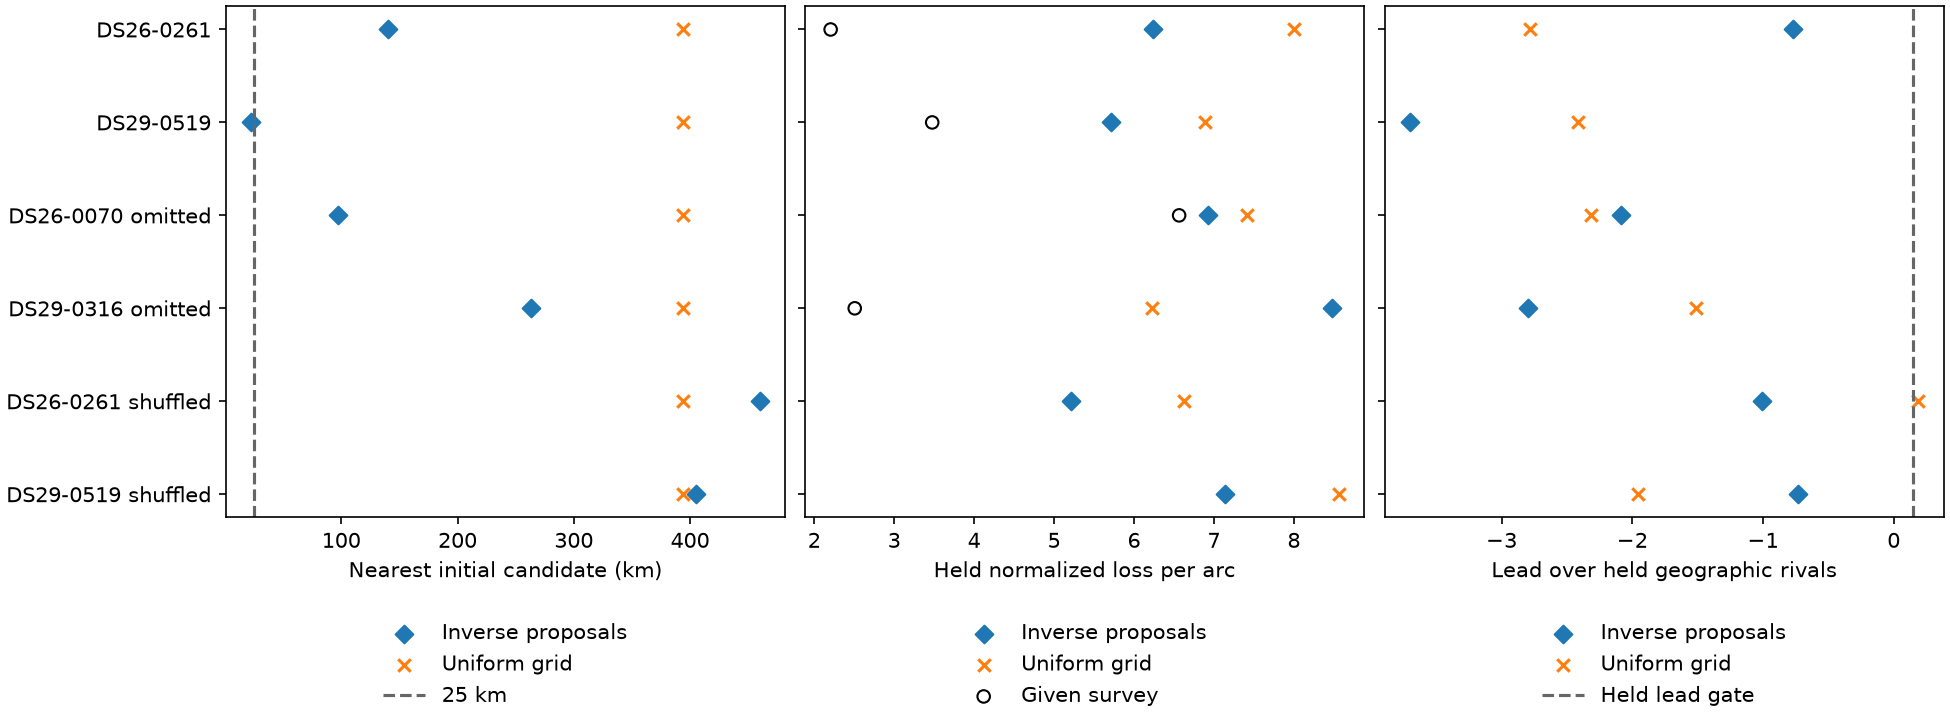 DS26-0261
DS29-0519
DS26-0070 omitted
DS29-0316 omitted
DS26-0261 shuffled
DS29-0519 shuffled
100 200 300 400
Nearest initial candidate (km)
Inverse proposals
Uniform grid
25 km
2 3 4 5 6 7 8
Held normalized loss per arc
Inverse proposals
Uniform grid
Given survey
−3 −2 −1 0
Lead over held geographic rivals
Inverse proposals
Uniform grid
Held lead gate